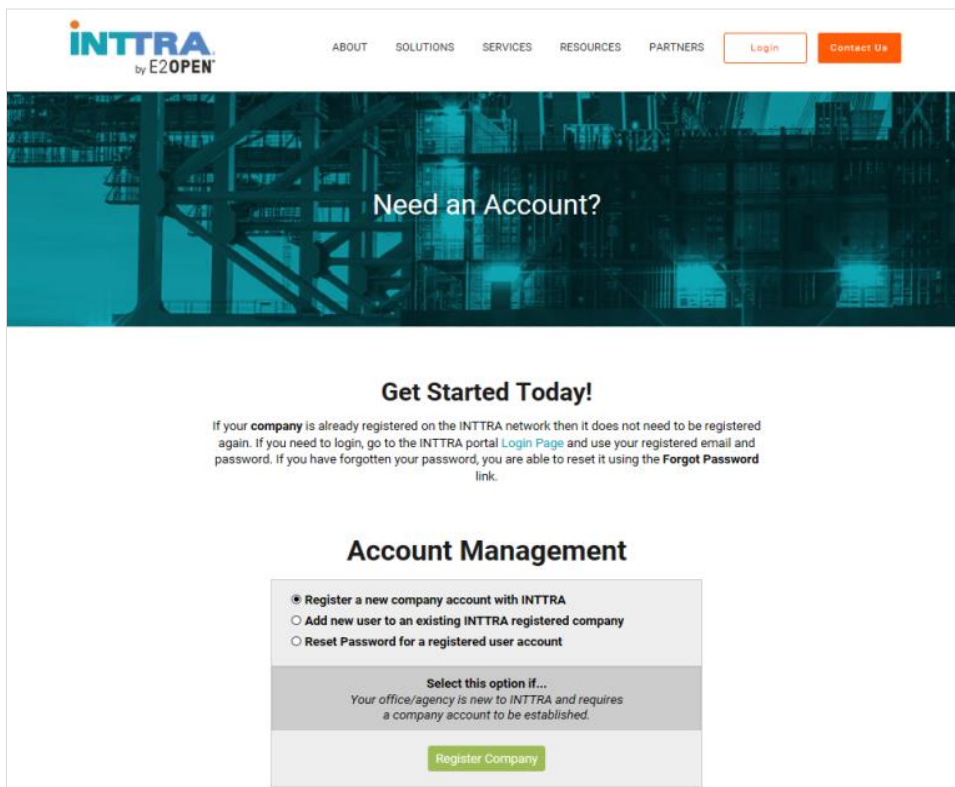 INTTRA
by E2OPEN
ABOUT SOLUTIONS SERVICES RESOURCES PARTNERS Login Contact Us
Need an Account?
Get Started Today!
If your company is already registered on the INTTRA network then it does not need to be registered
again. If you need to login, go to the INTTRA portal Login Page and use your registered email and
password. If you have forgotten your password, you are able to reset it using the Forgot Password
link.
Account Management
Register a new company account with INTTRA
Add new user to an existing INTTRA registered company
Reset Password for a registered user account
Select this option if...
Your office/agency is new to INTTRA and requires
a company account to be established.
Register Company